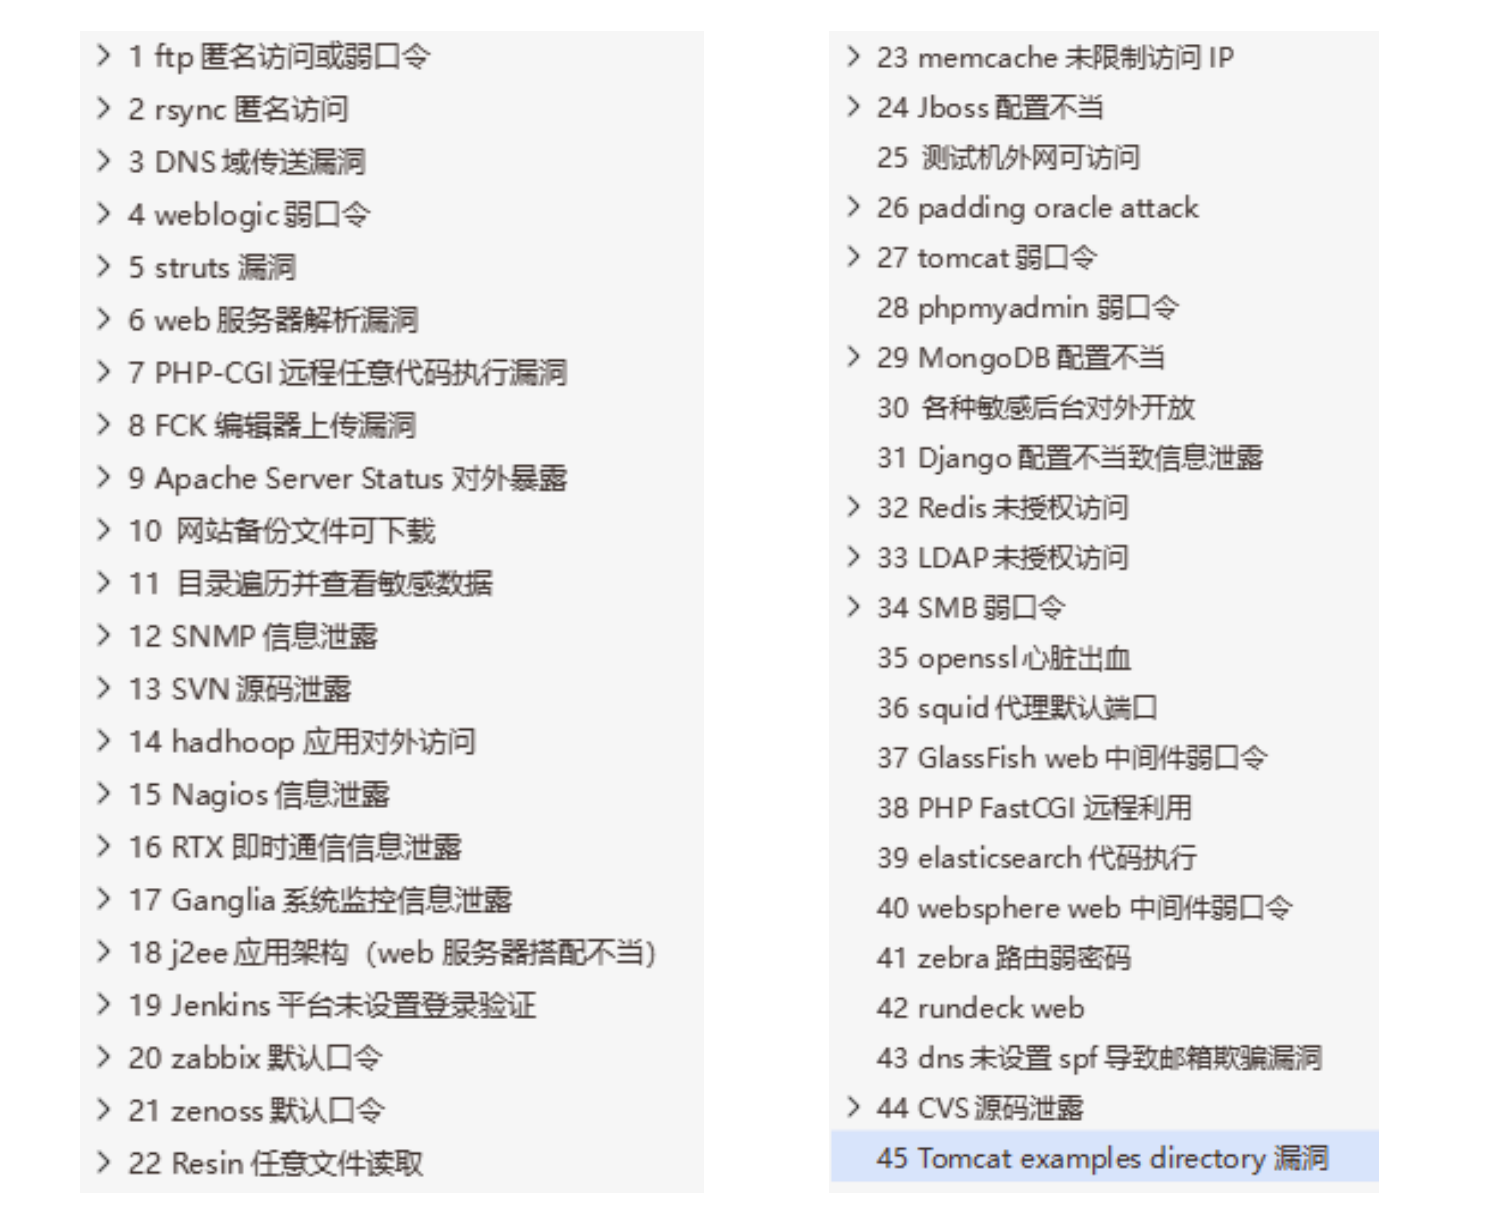 1 ftp 匿名访问或弱口令
2 rsync 匿名访问
3 DNS 域传送漏洞
4 weblogic 弱口令
5 struts 漏洞
6 web 服务器解析漏洞
7 PHP-CGI 远程任意代码执行漏洞
8 FCK 编辑器上传漏洞
9 Apache Server Status 对外暴露
10 网站备份文件可下载
11 目录遍历并查看敏感数据
12 SNMP 信息泄露
13 SVN 源码泄露
14 hadhoop 应用对外访问
15 Nagios 信息泄露
16 RTX 即时通信信息泄露
17 Ganglia 系统监控信息泄露
18 j2ee 应用架构（web 服务器搭配不当）
19 Jenkins 平台未设置登录验证
20 zabbix 默认口令
21 zenoss 默认口令
22 Resin 任意文件读取
23 memcache 未限制访问 IP
24 Jboss 配置不当
25 测试机外网可访问
26 padding oracle attack
27 tomcat 弱口令
28 phpmyadmin 弱口令
29 MongoDB 配置不当
30 各种敏感后台对外开放
31 Django 配置不当致信息泄露
32 Redis 未授权访问
33 LDAP 未授权访问
34 SMB 弱口令
35 openssl 心脏出血
36 squid 代理默认端口
37 GlassFish web 中间件弱口令
38 PHP FastCGI 远程利用
39 elasticsearch 代码执行
40 websphere web 中间件弱口令
41 zebra 路由弱密码
42 rundeck web
43 dns 未设置 spf 导致邮箱欺骗漏洞
44 CVS 源码泄露
45 Tomcat examples directory 漏洞